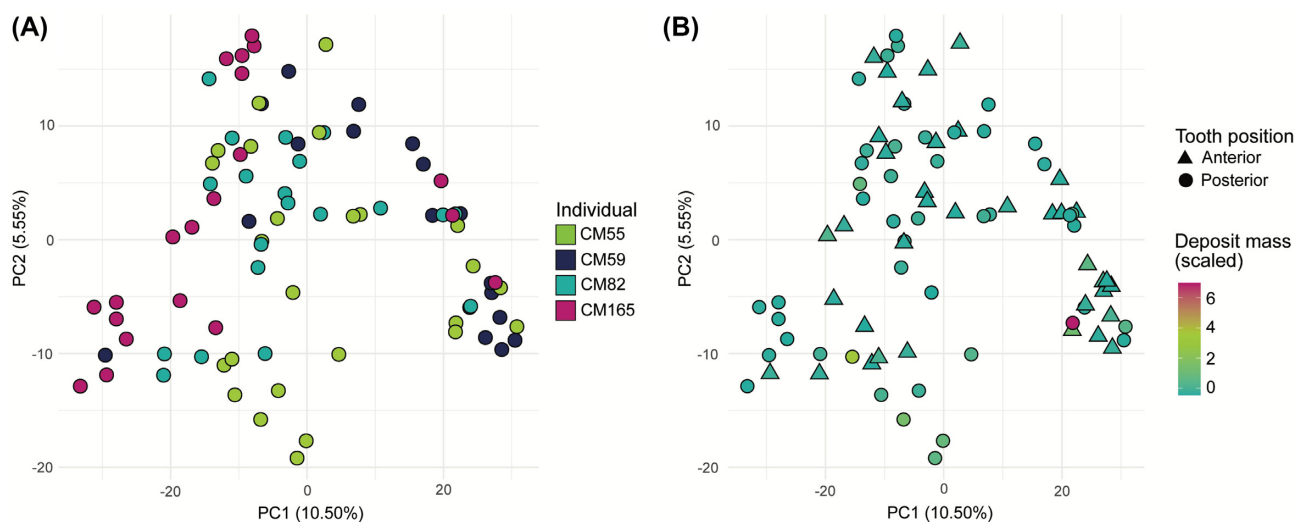 (A)
10
0
-10
-20
-20
0
20
PC2 (5.55%)
PC1 (10.50%)
Individual
CM55
CM59
CM82
CM165
(B)
10
0
-10
-20
-20
0
20
PC2 (5.55%)
PC1 (10.50%)
Tooth position
Anterior
Posterior
Deposit mass
(scaled)
6
4
2
0